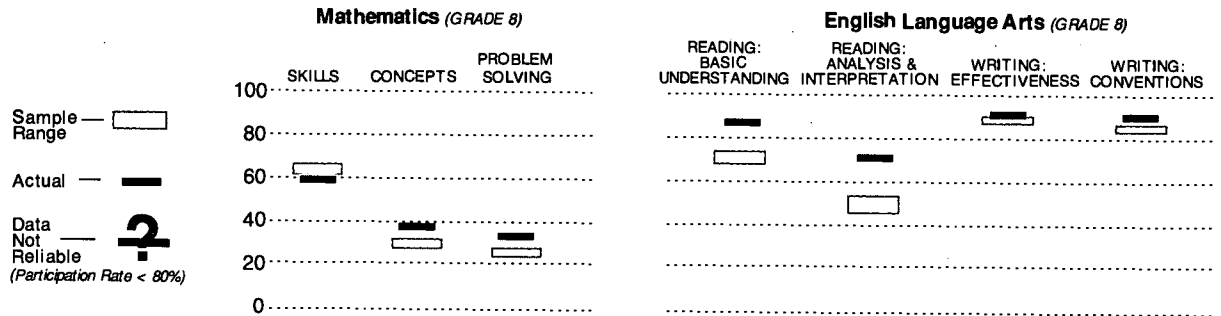 Mathematics (GRADE 8)
SKILLS
CONCEPTS
PROBLEM
SOLVING
English Language Arts (GRADE 8)
READING:
BASIC
UNDERSTANDING
READING:
ANALYSIS &
INTERPRETATION
WRITING:
EFFECTIVENESS
WRITING:
CONVENTIONS
Sample
Range
Actual
Data
Not
Reliable
(Participation Rate < 80%)
?
100
80
60
40
20
0